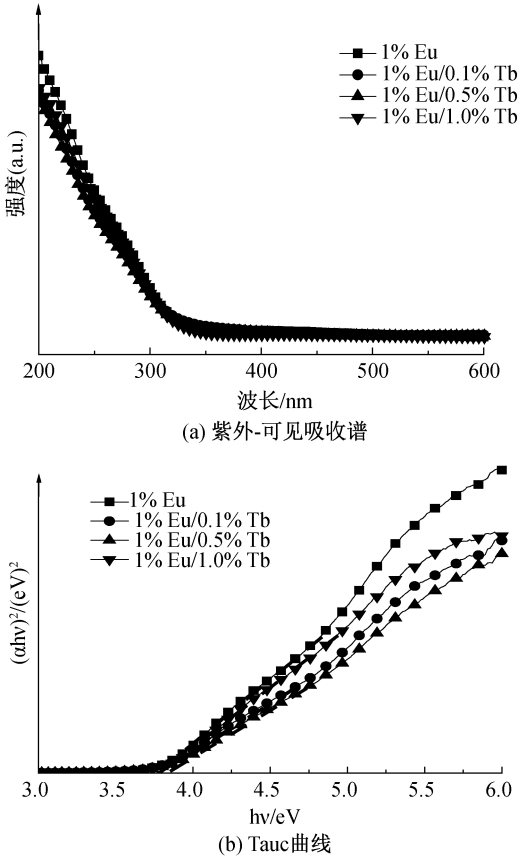 1% Eu
1% Eu/0.1% Tb
1% Eu/0.5% Tb
1% Eu/1.0% Tb
强度(a.u.)
200 300 400 500 600
波长/nm
(a) 紫外-可见吸收谱
1% Eu
1% Eu/0.1% Tb
1% Eu/0.5% Tb
1% Eu/1.0% Tb
(αhν)²/(eV)²
3.0 3.5 4.0 4.5 5.0 5.5 6.0
hν/eV
(b) Tauc曲线